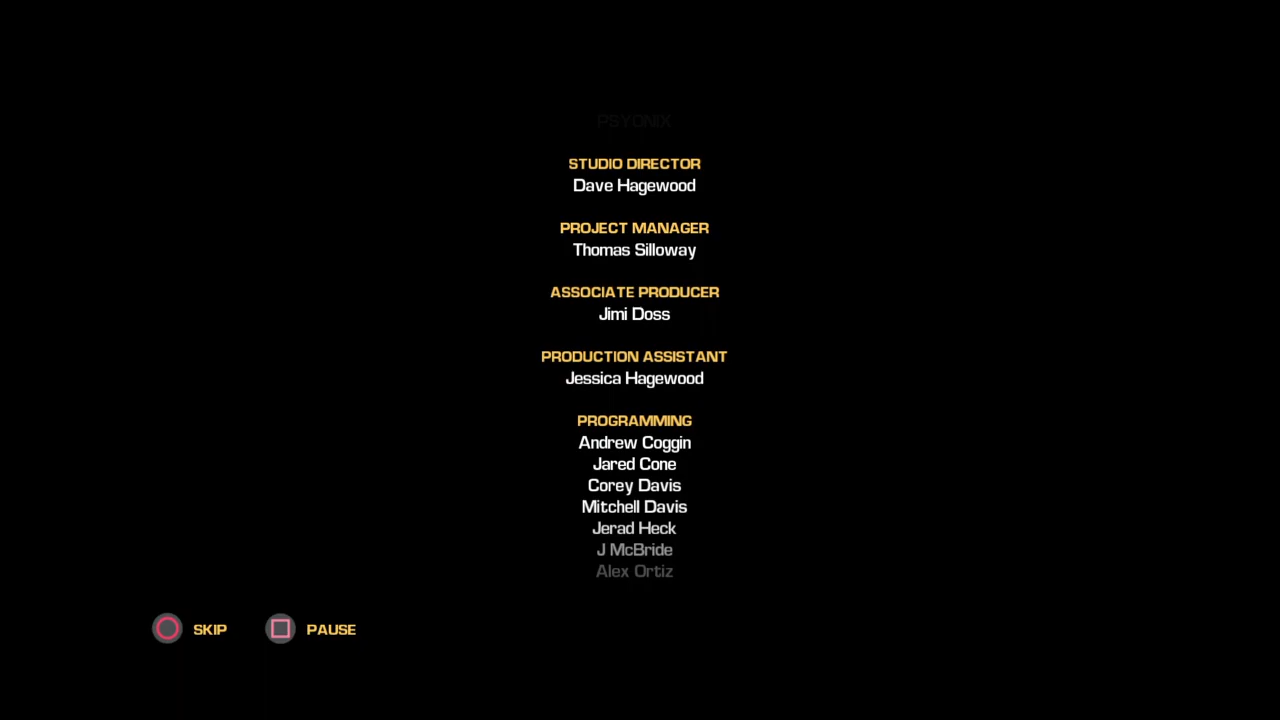 PSYONIX
STUDIO DIRECTOR
Dave Hagewood
PROJECT MANAGER
Thomas Silloway
ASSOCIATE PRODUCER
Jimi Doss
PRODUCTION ASSISTANT
Jessica Hagewood
PROGRAMMING
Andrew Coggin
Jared Cone
Corey Davis
Mitchell Davis
Jerad Heck
J McBride
Alex Ortiz
SKIP PAUSE